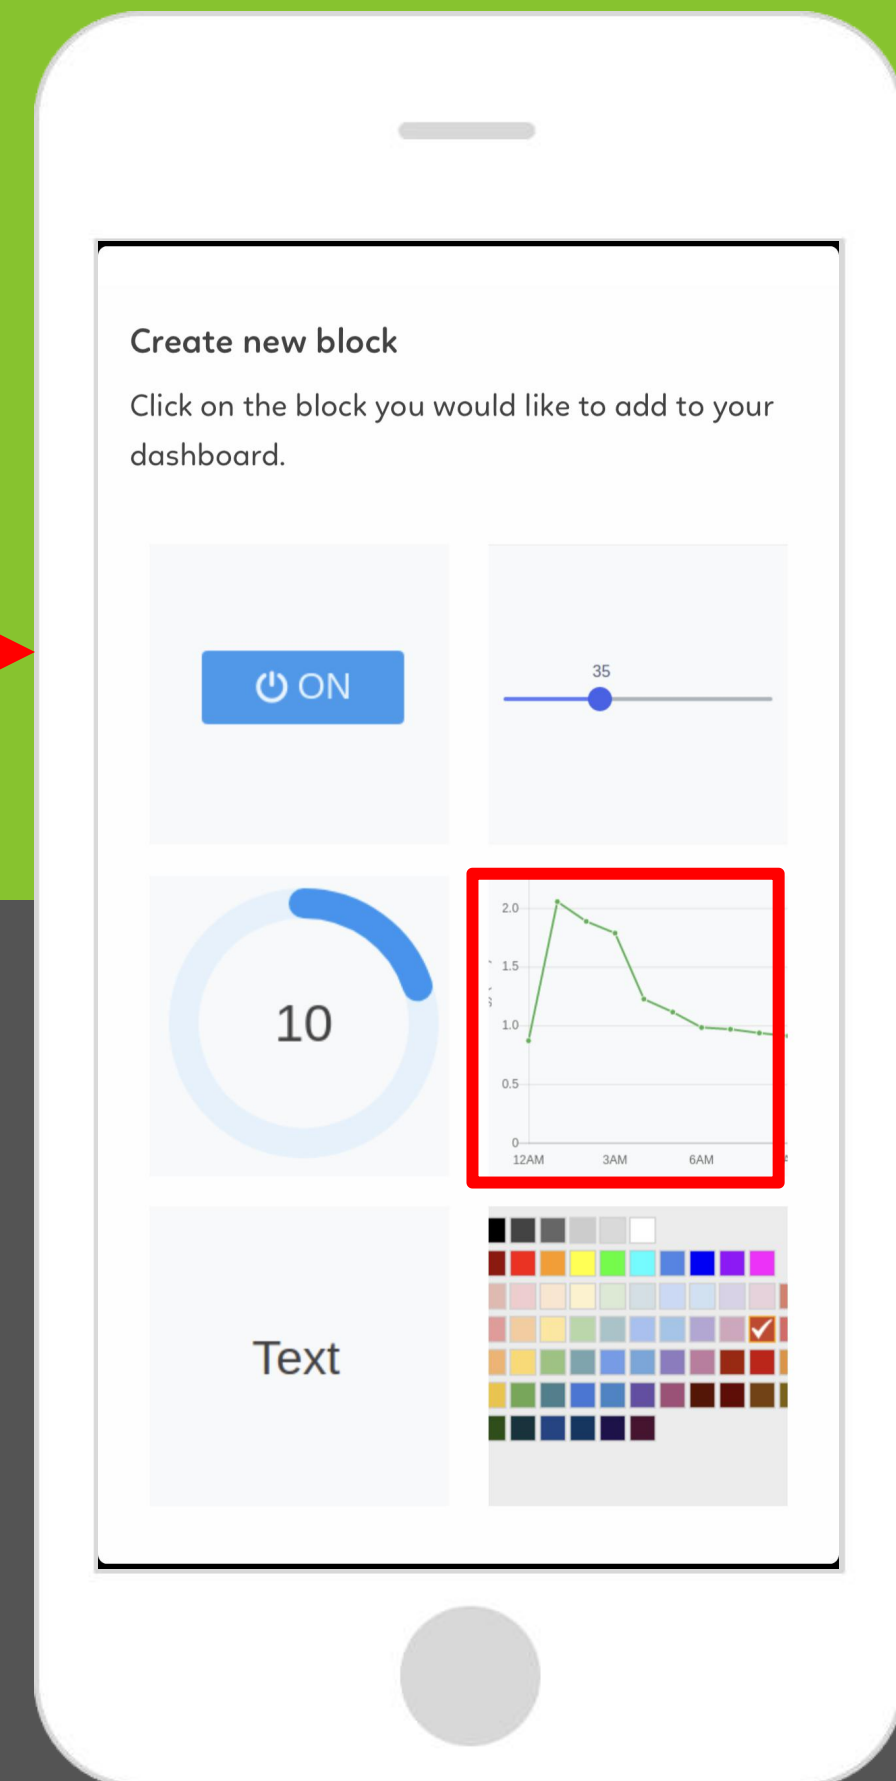 Create new block
Click on the block you would like to add to your
dashboard.
ON
35
10
2.0
1.5
1.0
0.5
0
12AM 3AM 6AM
Text